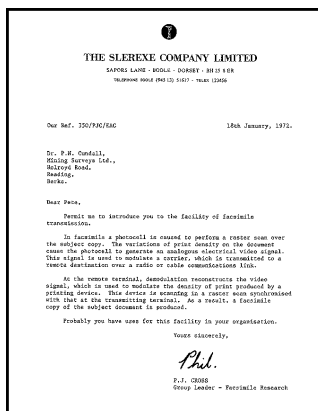 THE SLEREXE COMPANY LIMITED
SAPORS LANE - BOOLE - DORSET - BH 25 8 ER
TELEPHONE BOOLE (945 13) 51617 - TELEX 123456
Our Ref. 350/PJC/EAC
18th January, 1972.
Dr. P.N. Cundall,
Mining Surveys Ltd.,
Holroyd Road,
Reading,
Berks.
Dear Pete,
Permit me to introduce you to the facility of facsimile
transmission.
In facsimile a photocell is caused to perform a raster scan over
the subject copy. The variations of print density on the document
cause the photocell to generate an analogous electrical video signal.
This signal is used to modulate a carrier, which is transmitted to a
remote destination over a radio or cable communications link.
At the remote terminal, demodulation reconstructs the video
signal, which is used to modulate the density of print produced by a
printing device. This device is scanning in a raster scan synchronised
with that at the transmitting terminal. As a result, a facsimile
copy of the subject document is produced.
Probably you have uses for this facility in your organisation.
Yours sincerely,
Phil.
P.J. CROSS
Group Leader - Facsimile Research